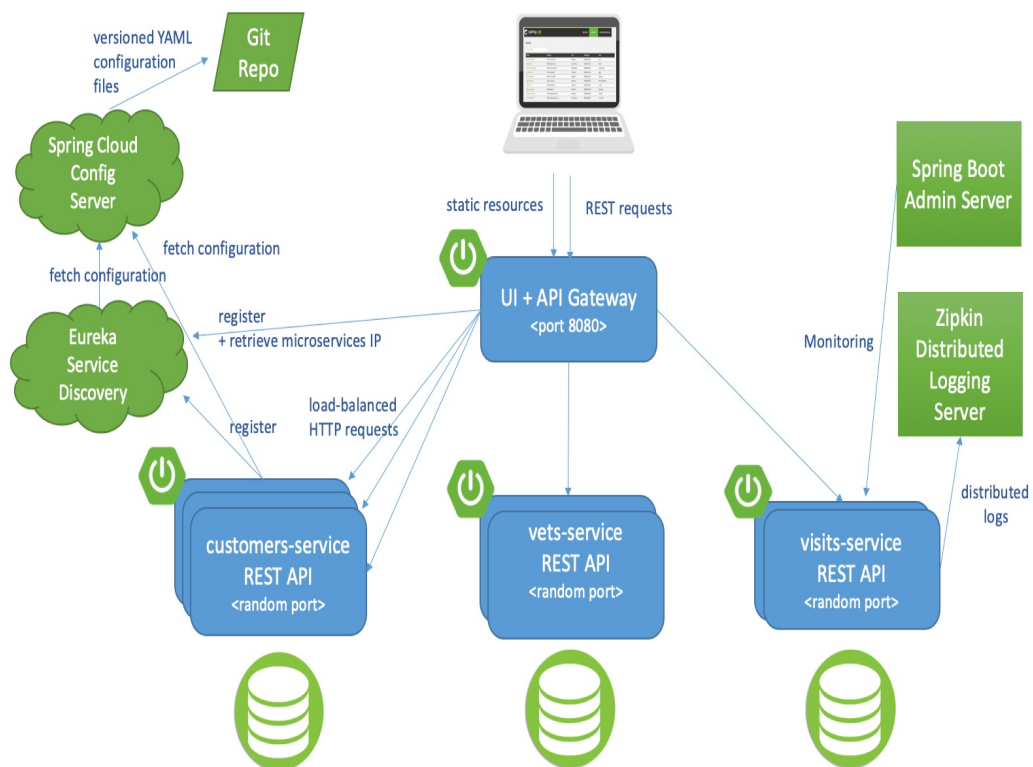 versioned YAML
configuration
files
Git
Repo
Spring Cloud
Config
Server
static resources
REST requests
Spring Boot
Admin Server
fetch configuration
fetch configuration
UI + API Gateway
<port 8080>
register
+ retrieve microservices IP
Eureka
Service
Discovery
Monitoring
Zipkin
Distributed
Logging
Server
load-balanced
HTTP requests
register
customers-service
REST API
<random port>
vets-service
REST API
<random port>
visits-service
REST API
<random port>
distributed
logs